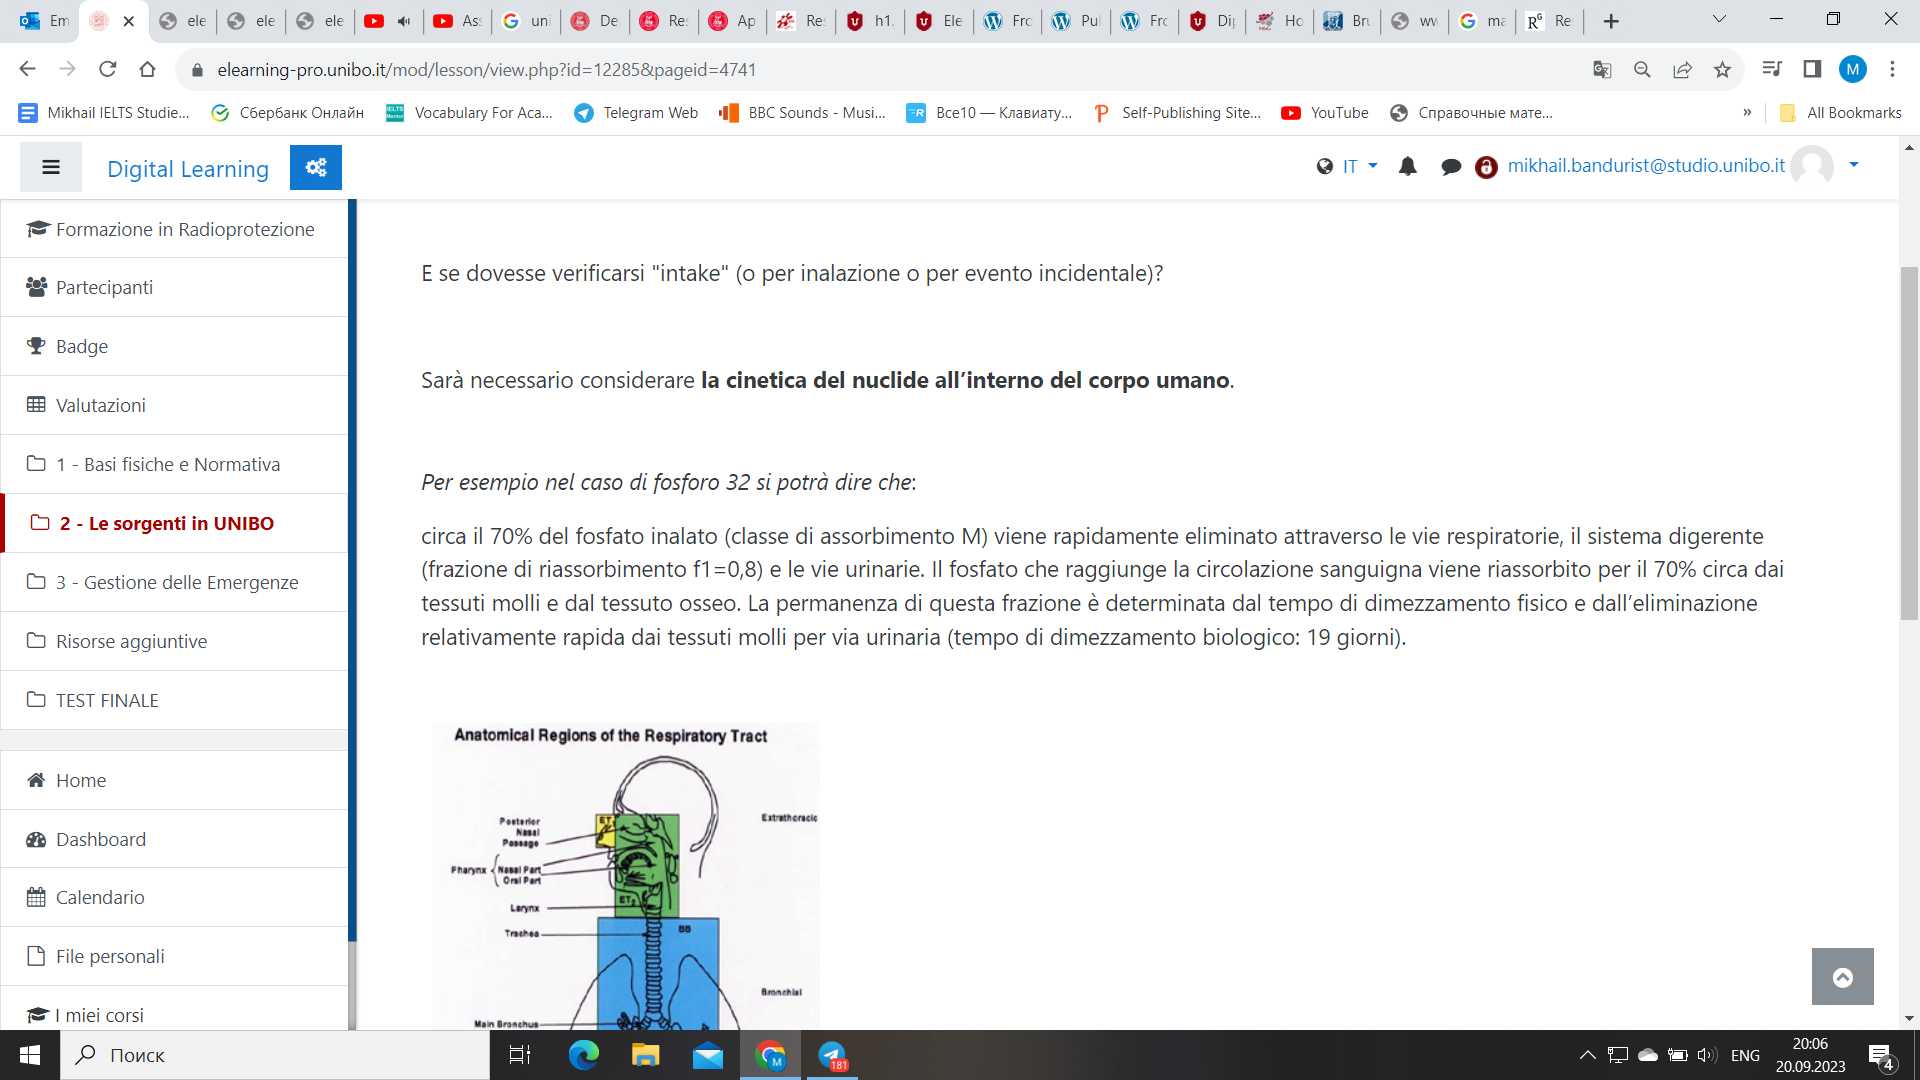 Em
ele
ele
ele
Ass
uni
De
Res
Ap
Res
h1.
Ele
Fro
Pul
Fro
Dip
Ho
Bru
ww
ma
Re
elearning-pro.unibo.it/mod/lesson/view.php?id=12285&pageid=4741
M
Mikhail IELTS Studie...
Сбербанк Онлайн
Vocabulary For Aca...
Telegram Web
BBC Sounds - Musi...
Все10 — Клавиату...
Self-Publishing Site...
YouTube
Справочные мате...
»
All Bookmarks
Digital Learning
IT
mikhail.bandurist@studio.unibo.it
Formazione in Radioprotezione
Partecipanti
Badge
Valutazioni
1 - Basi fisiche e Normativa
2 - Le sorgenti in UNIBO
3 - Gestione delle Emergenze
Risorse aggiuntive
TEST FINALE
Home
Dashboard
Calendario
File personali
I miei corsi
E se dovesse verificarsi "intake" (o per inalazione o per evento incidentale)?
Sarà necessario considerare la cinetica del nuclide all’interno del corpo umano.
Per esempio nel caso di fosforo 32 si potrà dire che:
circa il 70% del fosfato inalato (classe di assorbimento M) viene rapidamente eliminato attraverso le vie respiratorie, il sistema digerente
(frazione di riassorbimento f1=0,8) e le vie urinarie. Il fosfato che raggiunge la circolazione sanguigna viene riassorbito per il 70% circa dai
tessuti molli e dal tessuto osseo. La permanenza di questa frazione è determinata dal tempo di dimezzamento fisico e dall’eliminazione
relativamente rapida dai tessuti molli per via urinaria (tempo di dimezzamento biologico: 19 giorni).
Anatomical Regions of the Respiratory Tract
Extrathoracic
Posterior
Nasal
Passage
Pharynx
Nasal Part
Oral Part
ET2
Larynx
Trachea
BB
Bronchial
Main Bronchus
Поиск
M
181
ENG
20:06
20.09.2023
4